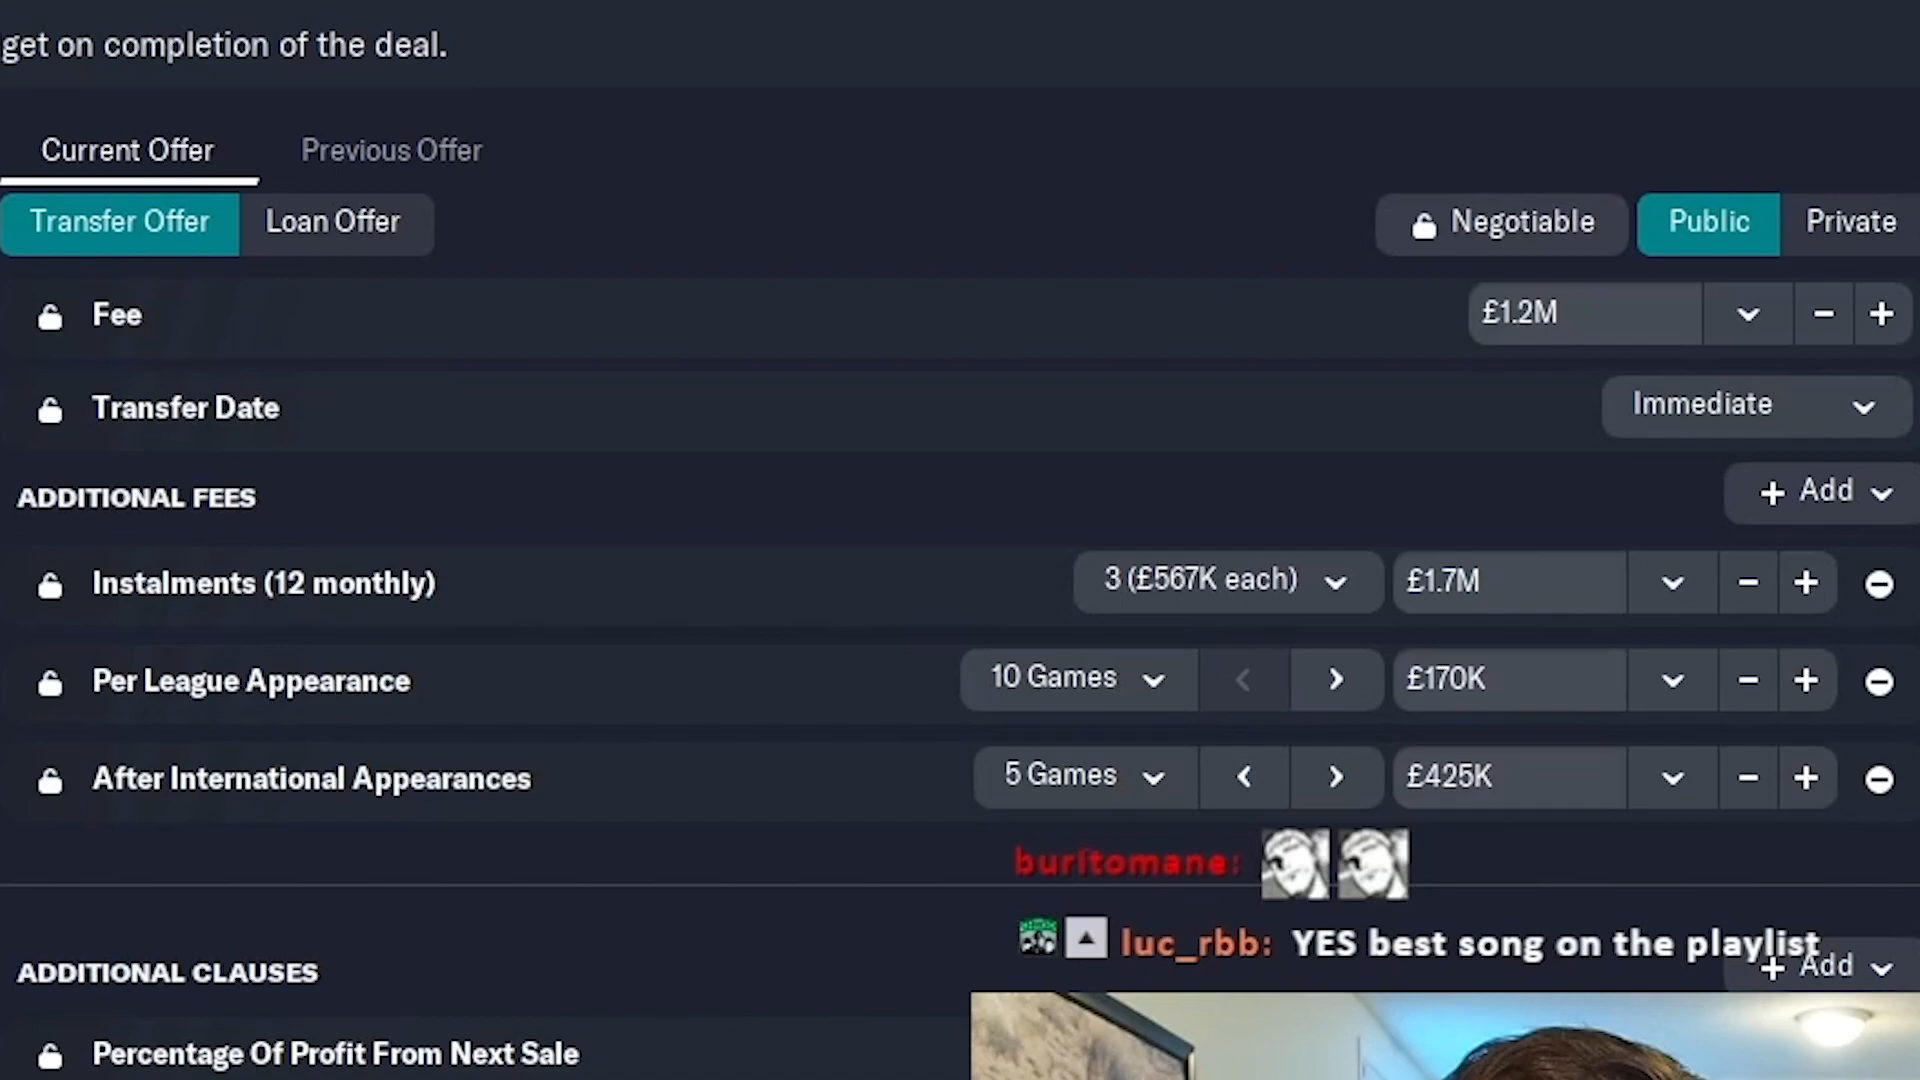 get on completion of the deal.
Current Offer Previous Offer
Transfer Offer Loan Offer Negotiable Public Private
Fee £1.2M
Transfer Date Immediate
ADDITIONAL FEES + Add
Instalments (12 monthly) 3 (£567K each) £1.7M
Per League Appearance 10 Games £170K
After International Appearances 5 Games £425K
buritomane:
luc_rbb: YES best song on the playlist
ADDITIONAL CLAUSES + Add
Percentage Of Profit From Next Sale